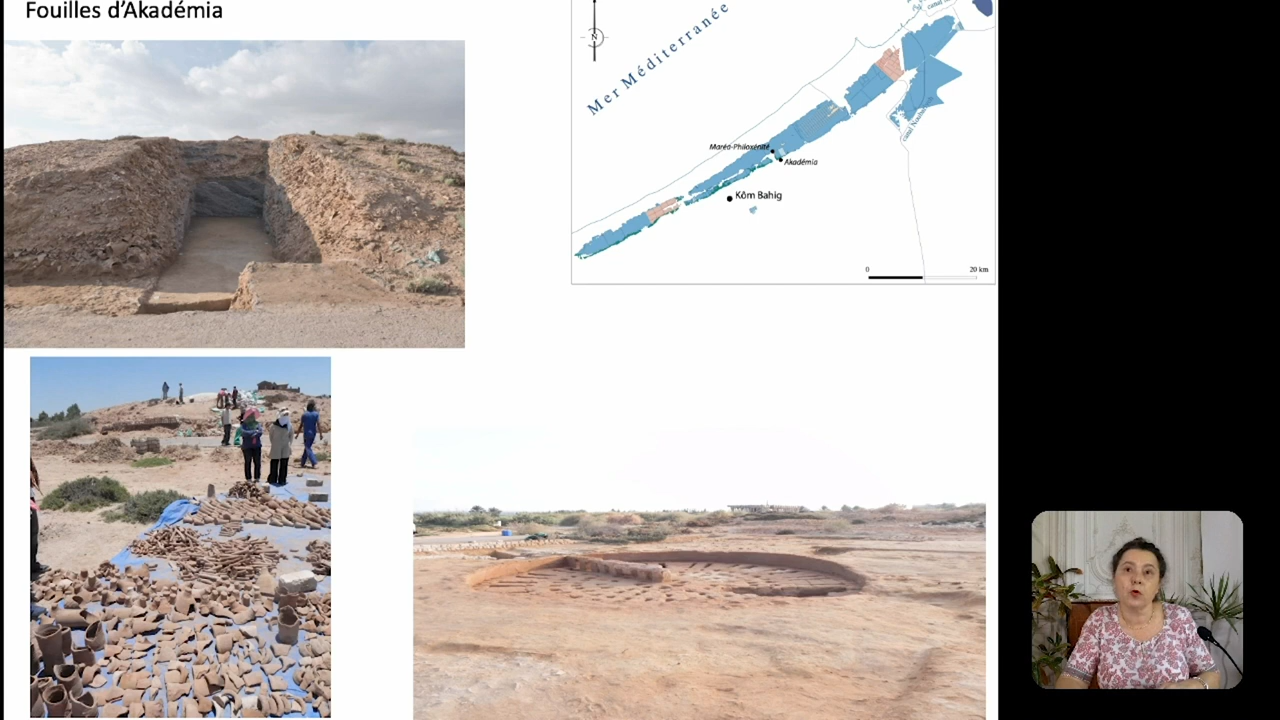 Fouilles d'Akadémia
Mer Méditerranée
N
Maréa-Philoxénité
Akadémia
Kôm Bahig
0 20 km